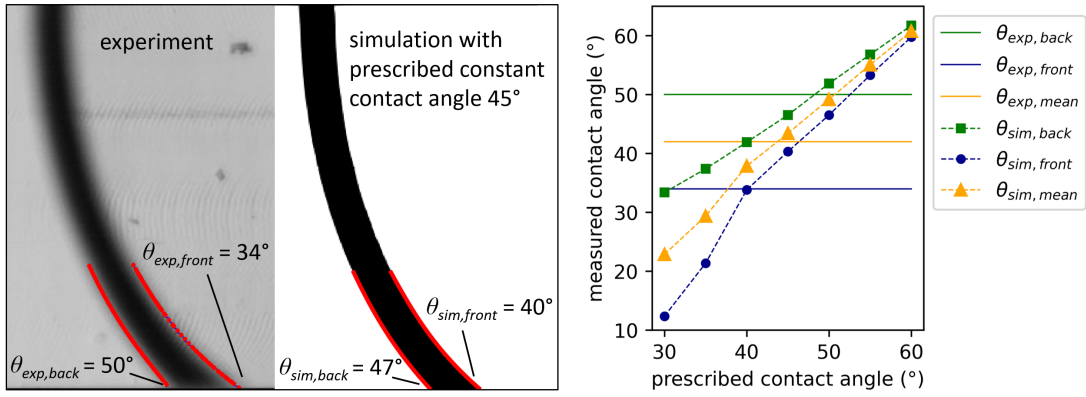 experiment
simulation with
prescribed constant
contact angle 45°
θexp,front = 34°
θsim,front = 40°
θexp,back = 50°
θsim,back = 47°
measured contact angle (°)
60
50
40
30
20
10
30
40
50
60
prescribed contact angle (°)
θexp, back
θexp, front
θexp, mean
θsim, back
θsim, front
θsim, mean